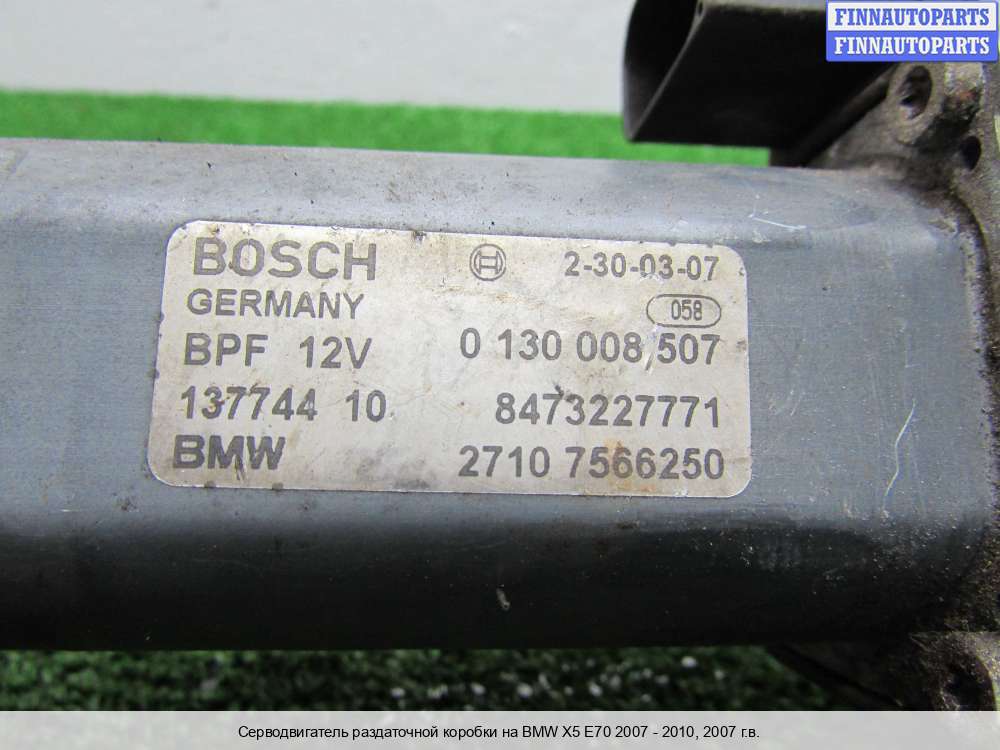 FINNAUTOPARTS
FINNAUTOPARTS
BOSCH 2-30-03-07
GERMANY 058
BPF 12V 0 130 008 507
137744 10 8473227771
BMW 2710 7566250
Серводвигатель раздаточной коробки на BMW X5 E70 2007 - 2010, 2007 г.в.